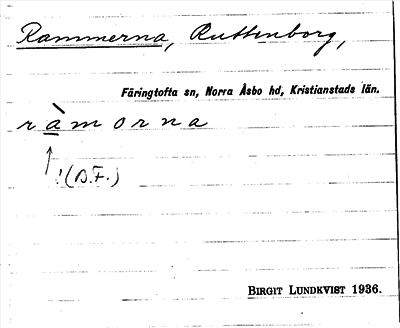 Rammerna, Ruttenborg,
Färingtofta sn, Norra Åsbo hd, Kristianstads län.
ràmorna
!(D.F.)
BIRGIT LUNDKVIST 1936.